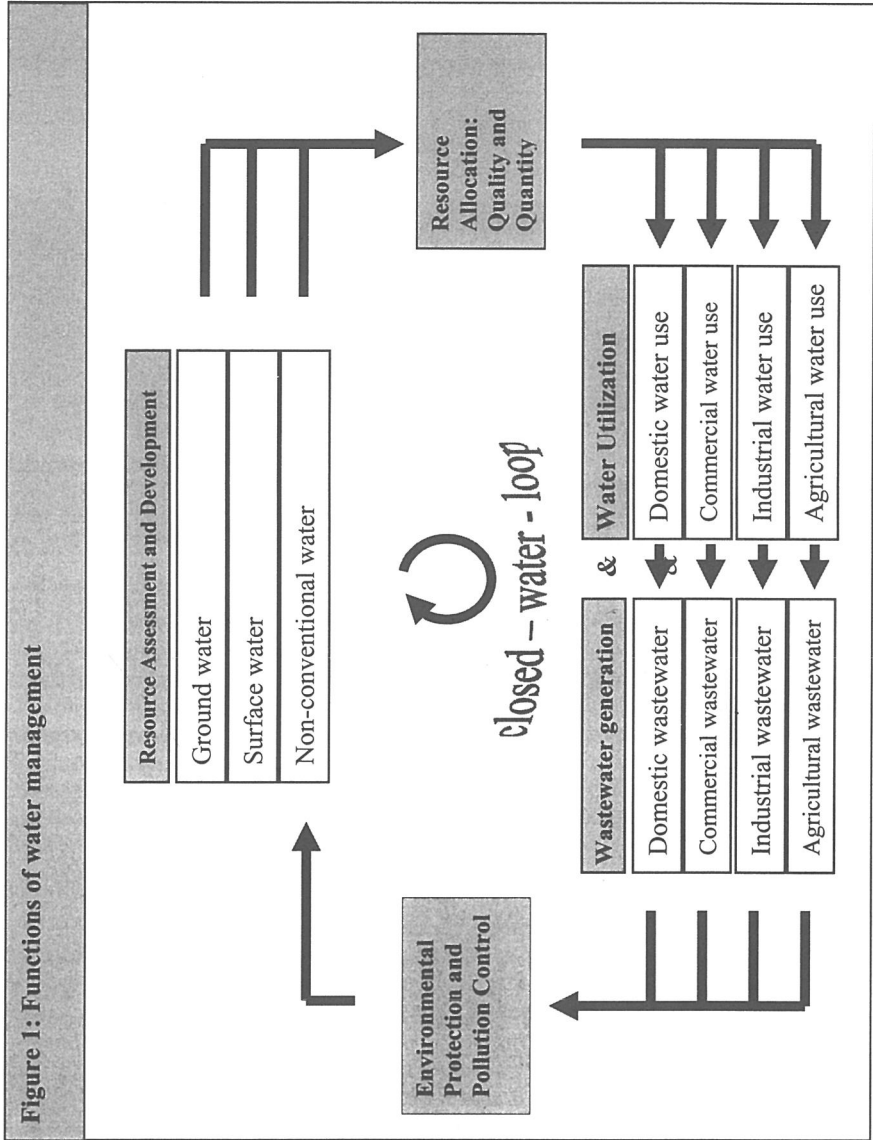 Figure 1: Functions of water management
Resource Assessment and Development
Ground water
Surface water
Non-conventional water
Resource
Allocation:
Quality and
Quantity
closed – water - loop
Environmental
Protection and
Pollution Control
Wastewater generation
&
Water Utilization
Domestic wastewater
&
Domestic water use
Commercial wastewater
Commercial water use
Industrial wastewater
Industrial water use
Agricultural wastewater
Agricultural water use